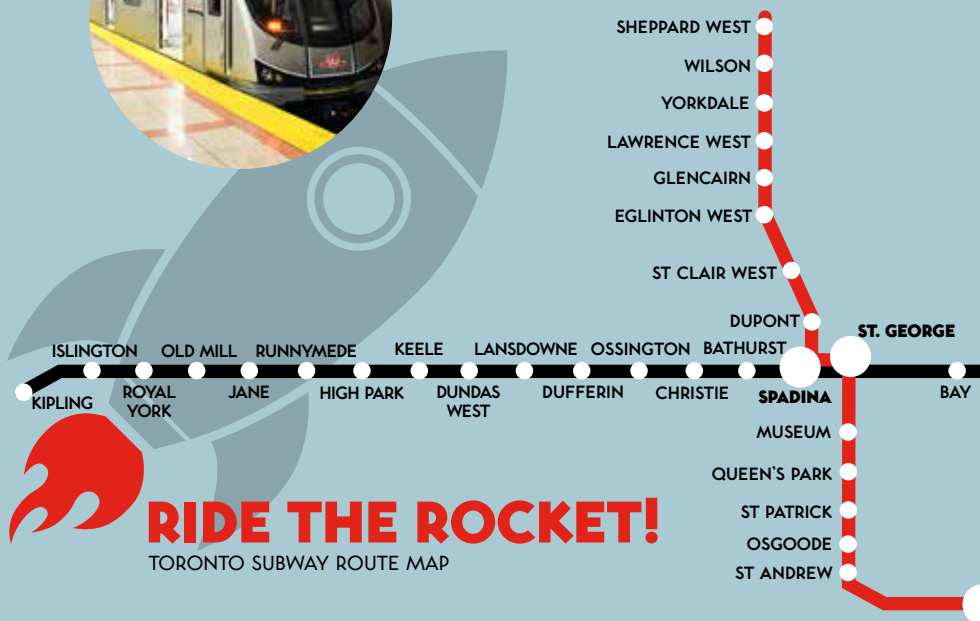 SHEPPARD WEST
WILSON
YORKDALE
LAWRENCE WEST
GLENCAIRN
EGLINTON WEST
ST CLAIR WEST
DUPONT
ST. GEORGE
ISLINGTON
OLD MILL
RUNNYMEDE
KEELE
LANSDOWNE
OSSINGTON
BATHURST
KIPLING
ROYAL
YORK
JANE
HIGH PARK
DUNDAS
WEST
DUFFERIN
CHRISTIE
SPADINA
BAY
MUSEUM
QUEEN'S PARK
ST PATRICK
OSGOODE
ST ANDREW
RIDE THE ROCKET!
TORONTO SUBWAY ROUTE MAP